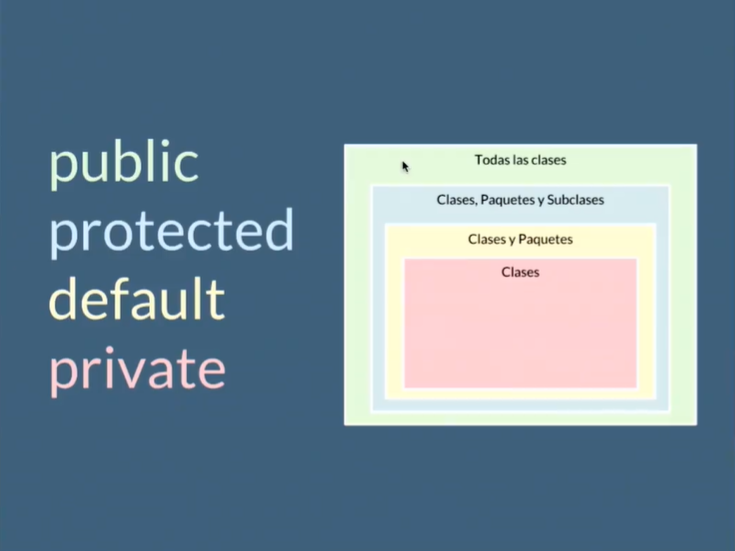 public
protected
default
private
Todas las clases
Clases, Paquetes y Subclases
Clases y Paquetes
Clases